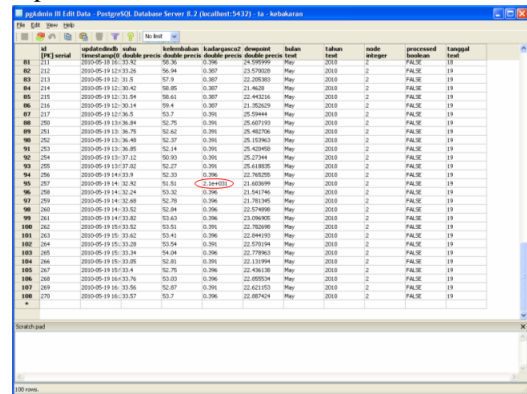 pgAdmin III Edit Data - PostgreSQL Database Server 8.2 (localhost:5432) - ta - kebakaran
File Edit View Help
No limit
id updatedindb suhu kelembaban kadargasco2 dewpoint bulan tahun node processed tanggal
[PK] serial timestamp(0) double precis double precis double precis double precis text text integer boolean text
81 211 2010-05-18 16: 33.92 58.36 0.396 24.595999 May 2010 2 FALSE 18
82 212 2010-05-19 12: 33.26 56.94 0.387 23.570028 May 2010 2 FALSE 19
83 213 2010-05-19 12: 31.5 57.9 0.387 22.205303 May 2010 2 FALSE 19
84 214 2010-05-19 12: 30.42 58.85 0.396 21.4628 May 2010 2 FALSE 19
85 215 2010-05-19 12: 31.54 58.61 0.387 22.443216 May 2010 2 FALSE 19
86 216 2010-05-19 12: 30.14 59.4 0.387 21.352629 May 2010 2 FALSE 19
87 217 2010-05-19 12: 36.5 53.7 0.391 25.59444 May 2010 2 FALSE 19
88 250 2010-05-19 13: 36.84 52.75 0.391 25.607193 May 2010 2 FALSE 19
89 251 2010-05-19 13: 36.75 52.62 0.391 25.482706 May 2010 2 FALSE 19
90 252 2010-05-19 13: 36.48 52.37 0.391 25.153963 May 2010 2 FALSE 19
91 253 2010-05-19 13: 36.85 52.14 0.391 25.420458 May 2010 2 FALSE 19
92 254 2010-05-19 13: 37.12 50.93 0.391 25.27344 May 2010 2 FALSE 19
93 255 2010-05-19 13: 37.02 52.27 0.391 25.618835 May 2010 2 FALSE 19
94 256 2010-05-19 14: 33.9 52.33 0.396 22.765255 May 2010 2 FALSE 19
95 257 2010-05-19 14: 32.92 51.51 2.1e+031 21.603699 May 2010 2 FALSE 19
96 258 2010-05-19 14: 32.24 53.32 0.396 21.541746 May 2010 2 FALSE 19
97 259 2010-05-19 14: 32.68 52.78 0.396 21.781345 May 2010 2 FALSE 19
98 260 2010-05-19 14: 33.52 52.84 0.396 22.574898 May 2010 2 FALSE 19
99 261 2010-05-19 14: 33.82 53.63 0.396 23.096905 May 2010 2 FALSE 19
100 262 2010-05-19 15: 33.52 53.51 0.391 22.782698 May 2010 2 FALSE 19
101 263 2010-05-19 15: 33.62 53.41 0.396 22.844193 May 2010 2 FALSE 19
102 264 2010-05-19 15: 33.28 53.54 0.391 22.570194 May 2010 2 FALSE 19
103 265 2010-05-19 15: 33.34 54.04 0.396 22.778963 May 2010 2 FALSE 19
104 266 2010-05-19 15: 33.05 52.81 0.391 22.131994 May 2010 2 FALSE 19
105 267 2010-05-19 15: 33.4 52.75 0.396 22.436138 May 2010 2 FALSE 19
106 268 2010-05-19 16: 33.76 53.03 0.396 22.855534 May 2010 2 FALSE 19
107 269 2010-05-19 16: 33.56 52.87 0.391 22.621353 May 2010 2 FALSE 19
108 270 2010-05-19 16: 33.57 53.7 0.396 22.887424 May 2010 2 FALSE 19
*
Scratch pad
108 rows.